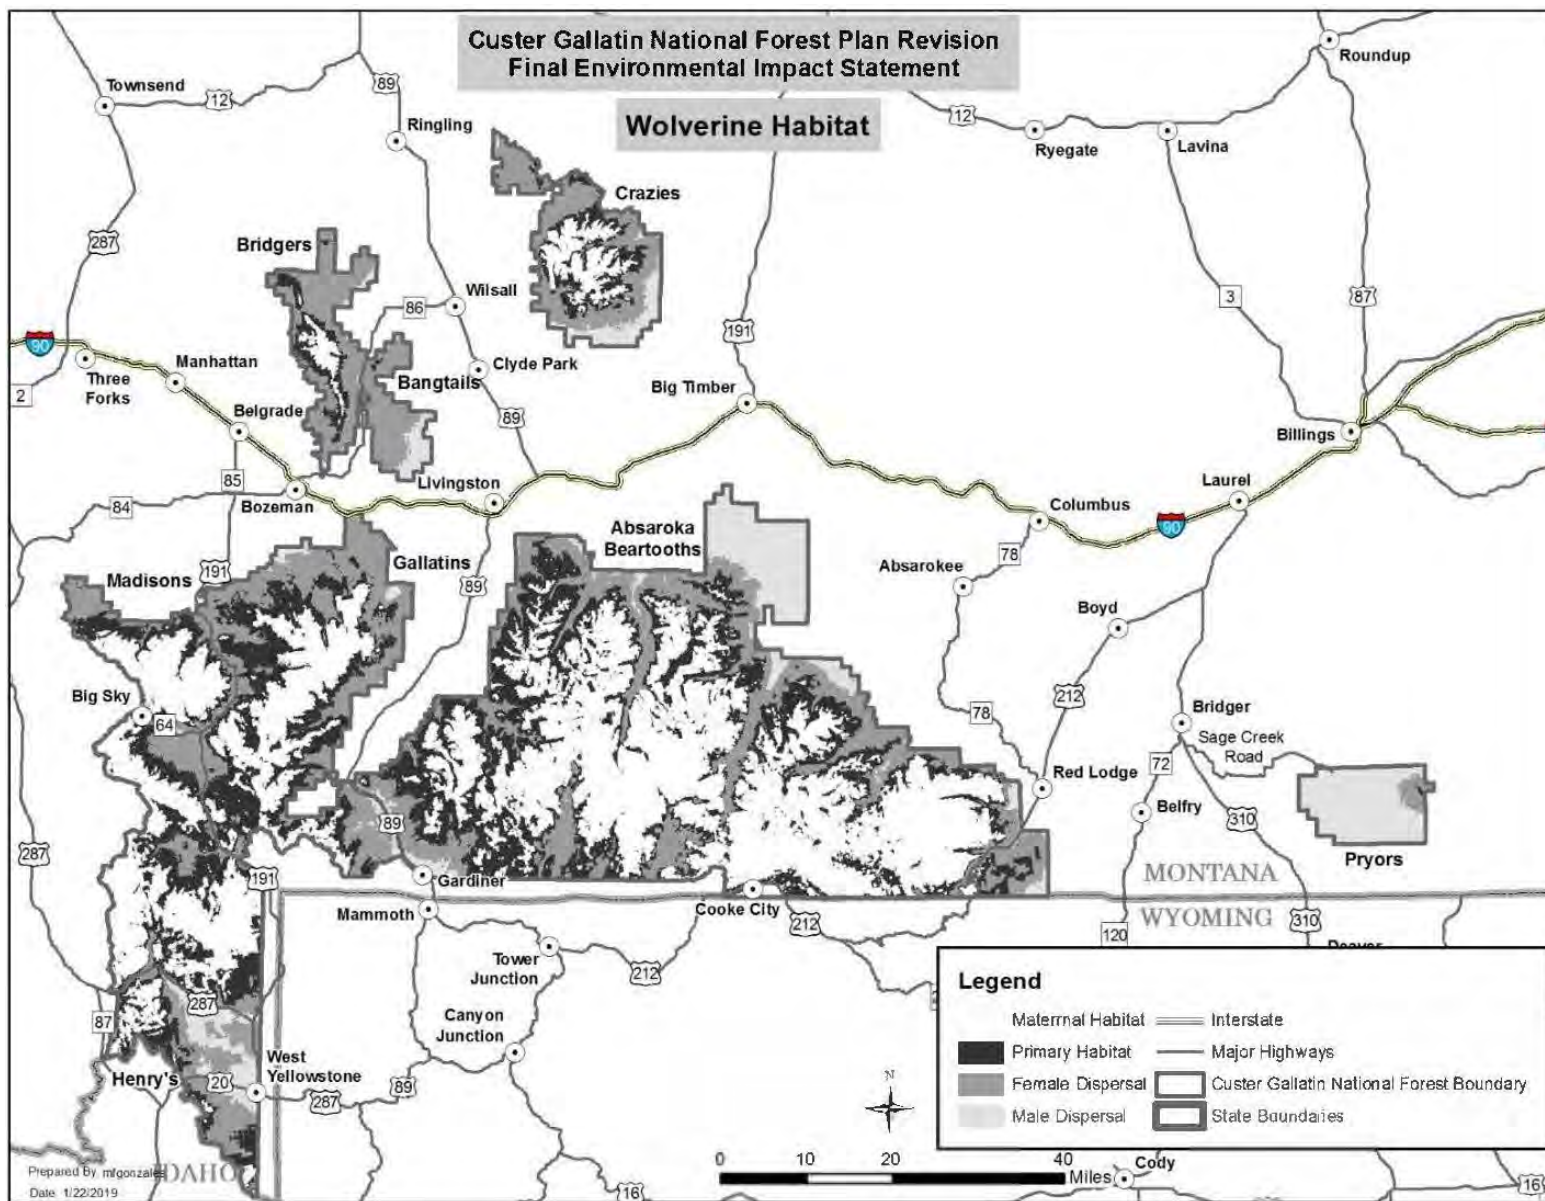 Custer Gallatin National Forest Plan Revision
Final Environmental Impact Statement
Wolverine Habitat
Townsend
12
89
Ringling
Roundup
12
Ryegate
Lavina
Crazies
287
Bridgers
Wilsall
86
191
3
87
90
Three
Forks
Manhattan
Clyde Park
Bangtails
Big Timber
2
Belgrade
89
Billings
85
Livingston
Laurel
84
Bozeman
Columbus
90
Absaroka
Beartooths
78
Gallatins
Madisons
191
89
Absarokee
Boyd
Big Sky
64
212
78
Bridger
Sage Creek
Road
72
Red Lodge
Belfry
310
89
287
Pryors
191
Gardiner
MONTANA
Mammoth
Cooke City
WYOMING
212
310
120
Tower
Junction
212
287
87
Canyon
Junction
West
Yellowstone
Henry's
20
89
287
Legend
Maternal Habitat
Interstate
Primary Habitat
Major Highways
Female Dispersal
Custer Gallatin National Forest Boundary
Male Dispersal
State Boundaries
N
0 10 20 40
Miles
Cody
16
16
Prepared By: mfgonzales
IDAHO
Date: 1/22/2019